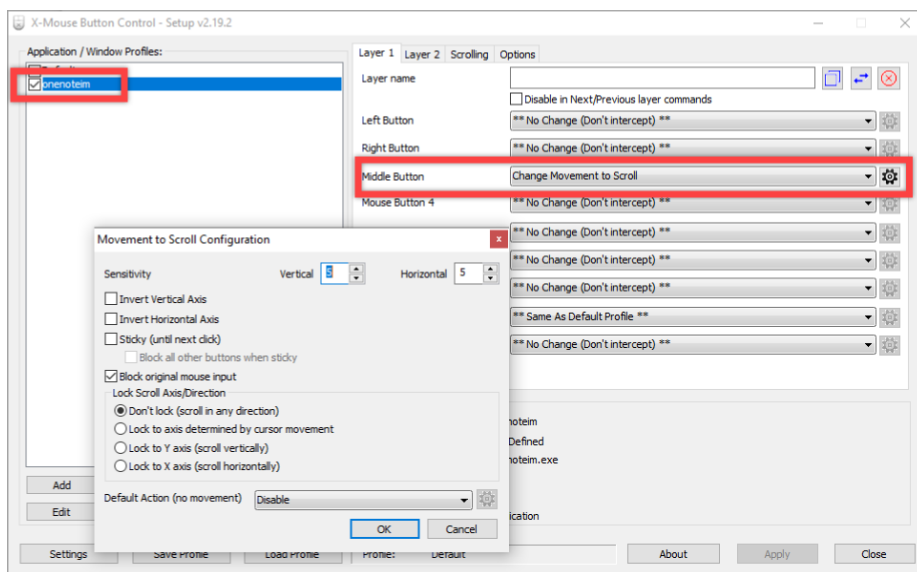 X-Mouse Button Control - Setup v2.19.2
Application / Window Profiles:
onenoteim
Add
Edit
Layer 1 Layer 2 Scrolling Options
Layer name
Disable in Next/Previous layer commands
Left Button ** No Change (Don't intercept) **
Right Button ** No Change (Don't intercept) **
Middle Button Change Movement to Scroll
Mouse Button 4 ** No Change (Don't intercept) **
** No Change (Don't intercept) **
** No Change (Don't intercept) **
** No Change (Don't intercept) **
** Same As Default Profile **
** No Change (Don't intercept) **
noteim
Defined
noteim.exe
ication
Movement to Scroll Configuration
Sensitivity Vertical 5 Horizontal 5
Invert Vertical Axis
Invert Horizontal Axis
Sticky (until next click)
Block all other buttons when sticky
Block original mouse input
Lock Scroll Axis/Direction
Don't lock (scroll in any direction)
Lock to axis determined by cursor movement
Lock to Y axis (scroll vertically)
Lock to X axis (scroll horizontally)
Default Action (no movement) Disable
OK Cancel
Settings Save Profile Load Profile Profile: Default About Apply Close